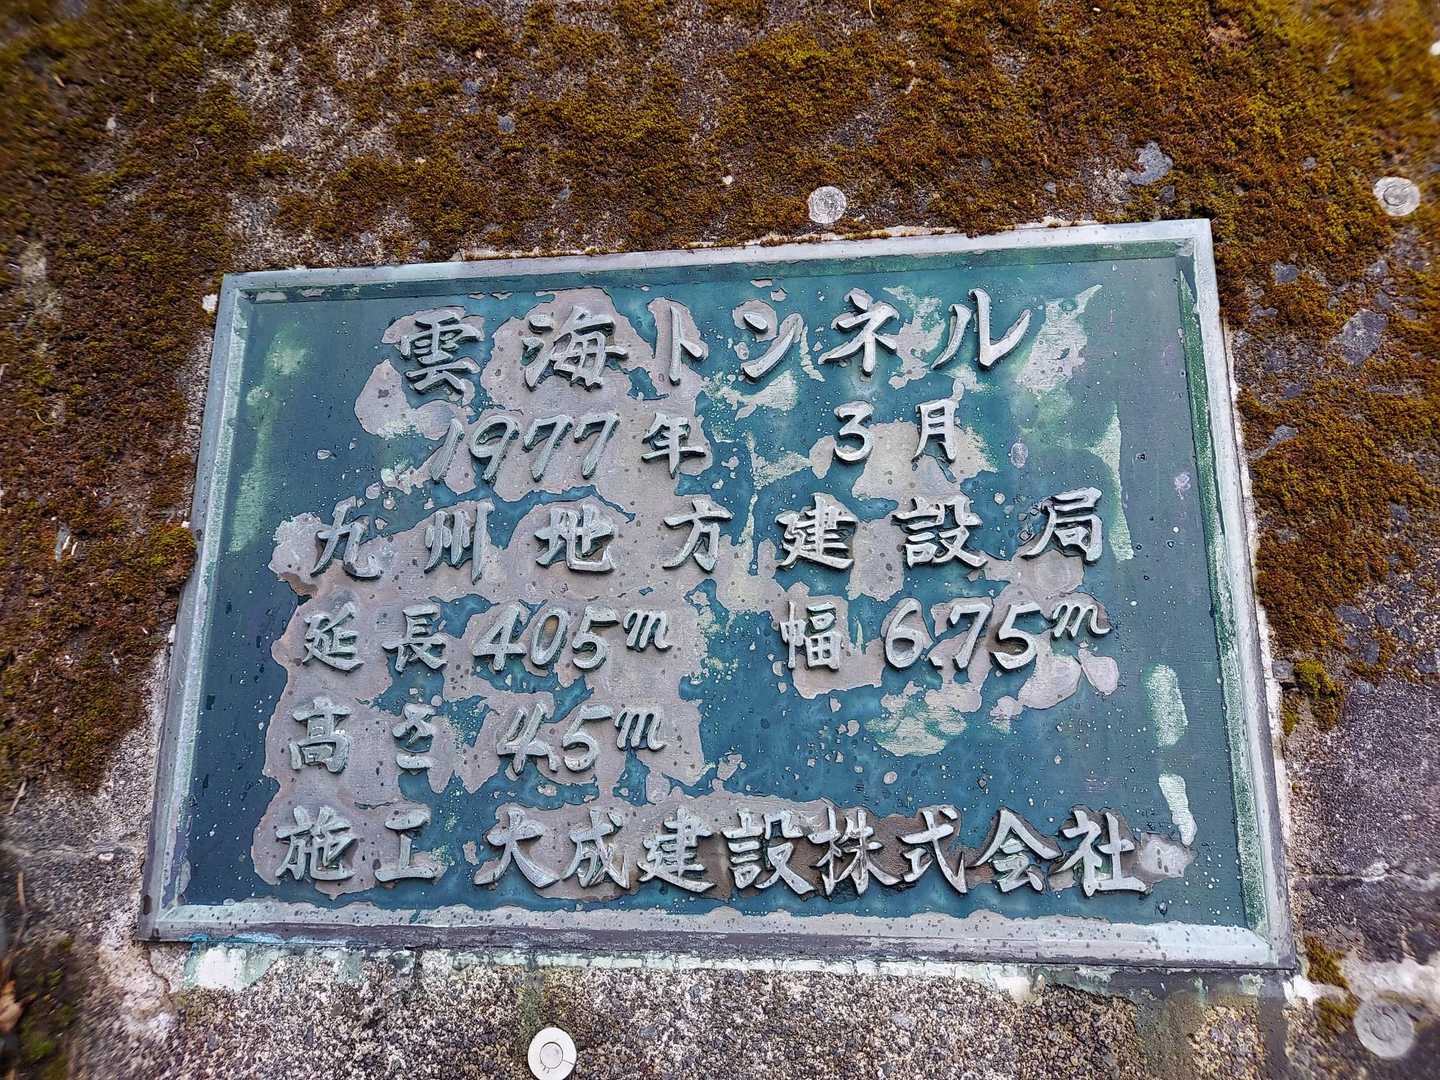 雲海トンネル
1977年 3月
九州地方建設局
延長405m 幅6.75m
高さ4.5m
施工 大成建設株式会社